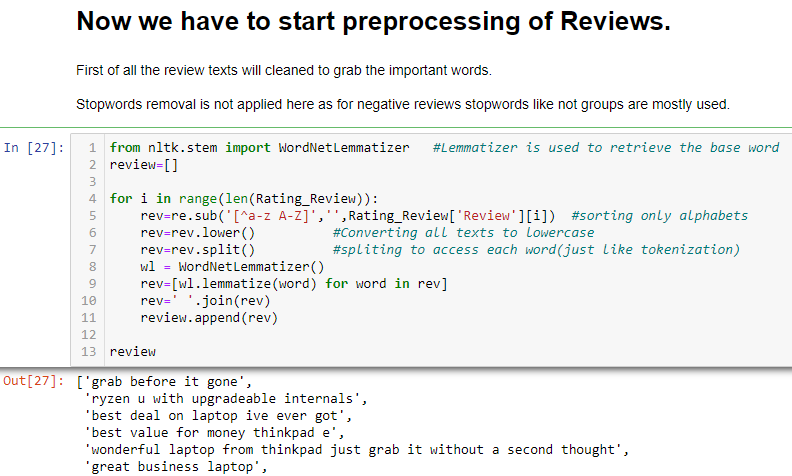 Now we have to start preprocessing of Reviews.
First of all the review texts will cleaned to grab the important words.
Stopwords removal is not applied here as for negative reviews stopwords like not groups are mostly used.
In [27]:
1 from nltk.stem import WordNetLemmatizer   #Lemmatizer is used to retrieve the base word
2 review=[]
3
4 for i in range(len(Rating_Review)):
5     rev=re.sub('[^a-z A-Z]','',Rating_Review['Review'][i])  #sorting only alphabets
6     rev=rev.lower()          #Converting all texts to lowercase
7     rev=rev.split()          #spliting to access each word(just like tokenization)
8     wl = WordNetLemmatizer()
9     rev=[wl.lemmatize(word) for word in rev]
10     rev=' '.join(rev)
11     review.append(rev)
12
13 review
Out[27]: ['grab before it gone',
'ryzen u with upgradeable internals',
'best deal on laptop ive ever got',
'best value for money thinkpad e',
'wonderful laptop from thinkpad just grab it without a second thought',
'great business laptop',